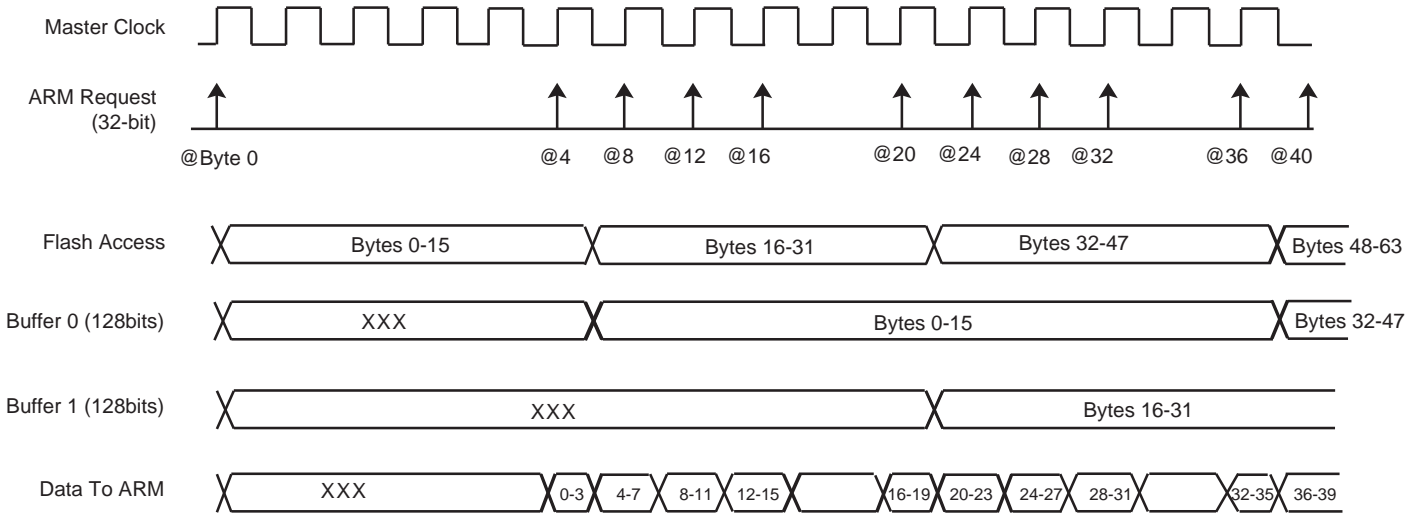 Master Clock
ARM Request
(32-bit)
@Byte 0 @4 @8 @12 @16 @20 @24 @28 @32 @36 @40
Flash Access Bytes 0-15 Bytes 16-31 Bytes 32-47 Bytes 48-63
Buffer 0 (128bits) XXX Bytes 0-15 Bytes 32-47
Buffer 1 (128bits) XXX Bytes 16-31
Data To ARM XXX 0-3 4-7 8-11 12-15 16-19 20-23 24-27 28-31 32-35 36-39